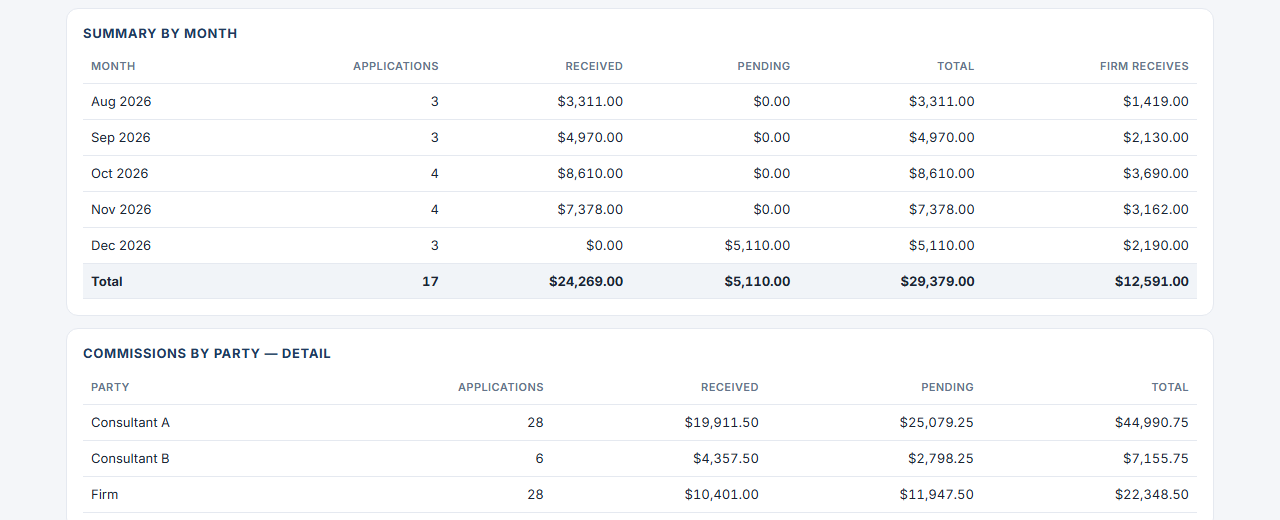 SUMMARY BY MONTH
MONTH APPLICATIONS RECEIVED PENDING TOTAL FIRM RECEIVES
Aug 2026 3 $3,311.00 $0.00 $3,311.00 $1,419.00
Sep 2026 3 $4,970.00 $0.00 $4,970.00 $2,130.00
Oct 2026 4 $8,610.00 $0.00 $8,610.00 $3,690.00
Nov 2026 4 $7,378.00 $0.00 $7,378.00 $3,162.00
Dec 2026 3 $0.00 $5,110.00 $5,110.00 $2,190.00
Total 17 $24,269.00 $5,110.00 $29,379.00 $12,591.00
COMMISSIONS BY PARTY — DETAIL
PARTY APPLICATIONS RECEIVED PENDING TOTAL
Consultant A 28 $19,911.50 $25,079.25 $44,990.75
Consultant B 6 $4,357.50 $2,798.25 $7,155.75
Firm 28 $10,401.00 $11,947.50 $22,348.50